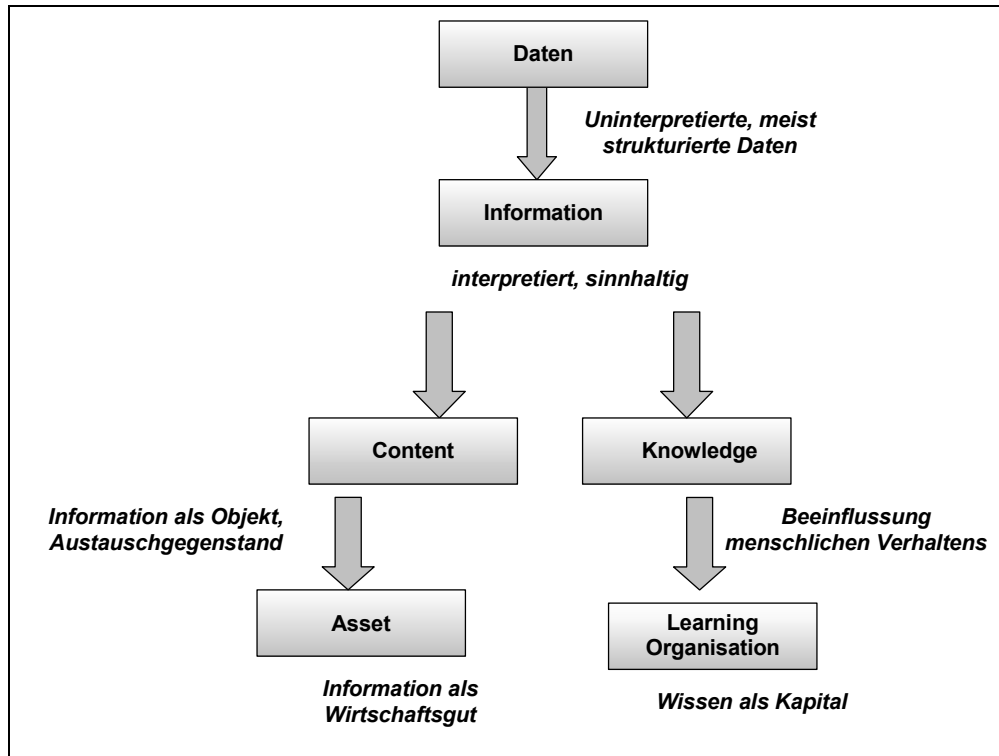 Daten
Uninterpretierte, meist
strukturierte Daten
Information
interpretiert, sinnhaltig
Content
Knowledge
Information als Objekt,
Austauschgegenstand
Beeinflussung
menschlichen Verhaltens
Asset
Learning
Organisation
Information als
Wirtschaftsgut
Wissen als Kapital